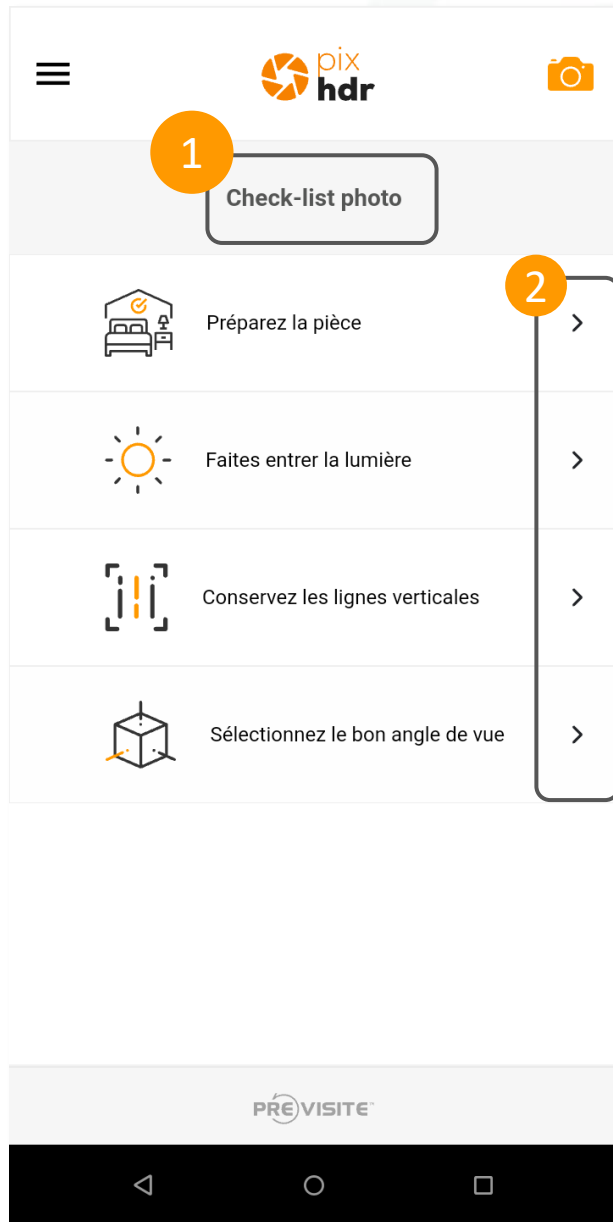 pix
hdr
1
Check-list photo
2
Préparez la pièce
Faites entrer la lumière
Conservez les lignes verticales
Sélectionnez le bon angle de vue
PREVISITE